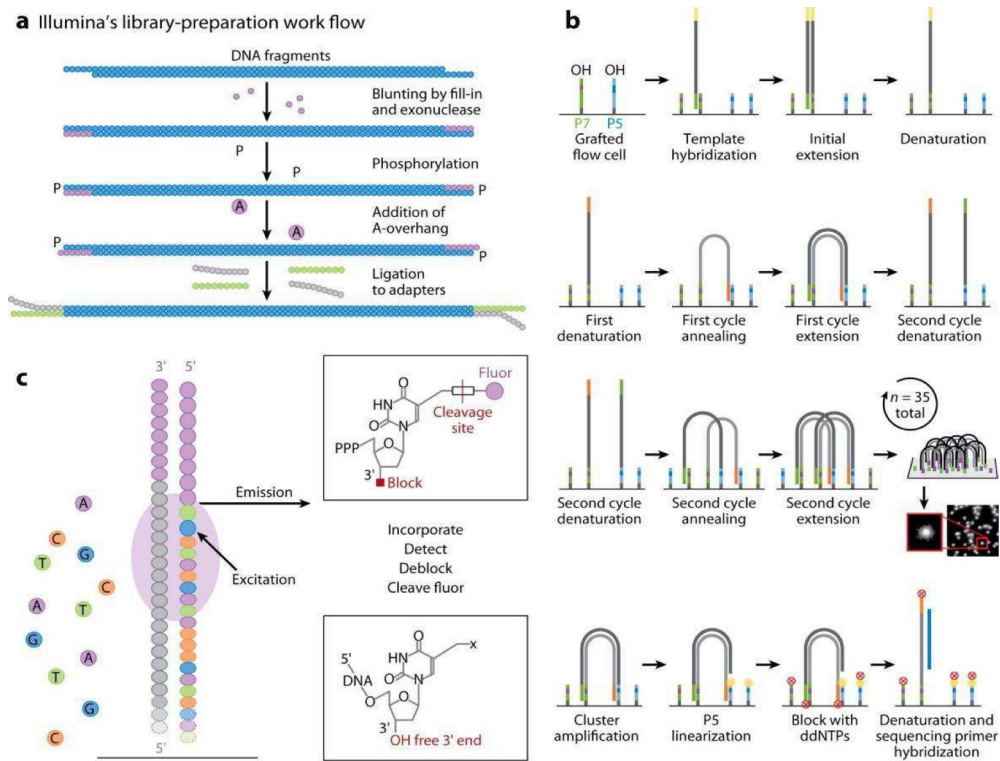 a Illumina's library-preparation work flow
DNA fragments
Blunting by fill-in
and exonuclease
P
P
Phosphorylation
P
P
A
A
Addition of
A-overhang
P
P
Ligation
to adapters
b
OH
OH
P7
P5
Grafted
flow cell
Template
hybridization
Initial
extension
Denaturation
First
denaturation
First cycle
annealing
First cycle
extension
Second cycle
denaturation
n = 35
total
Second cycle
denaturation
Second cycle
annealing
Second cycle
extension
Cluster
amplification
P5
linearization
Block with
ddNTPs
Denaturation and
sequencing primer
hybridization
c
3'
5'
A
C
G
T
C
A
T
G
A
T
G
C
5'
Emission
Excitation
O
Fluor
HN
Cleavage
site
O
N
PPP
O
3'
Block
Incorporate
Detect
Deblock
Cleave fluor
O
X
HN
5'
O
N
DNA
O
O
3'
OH free 3' end